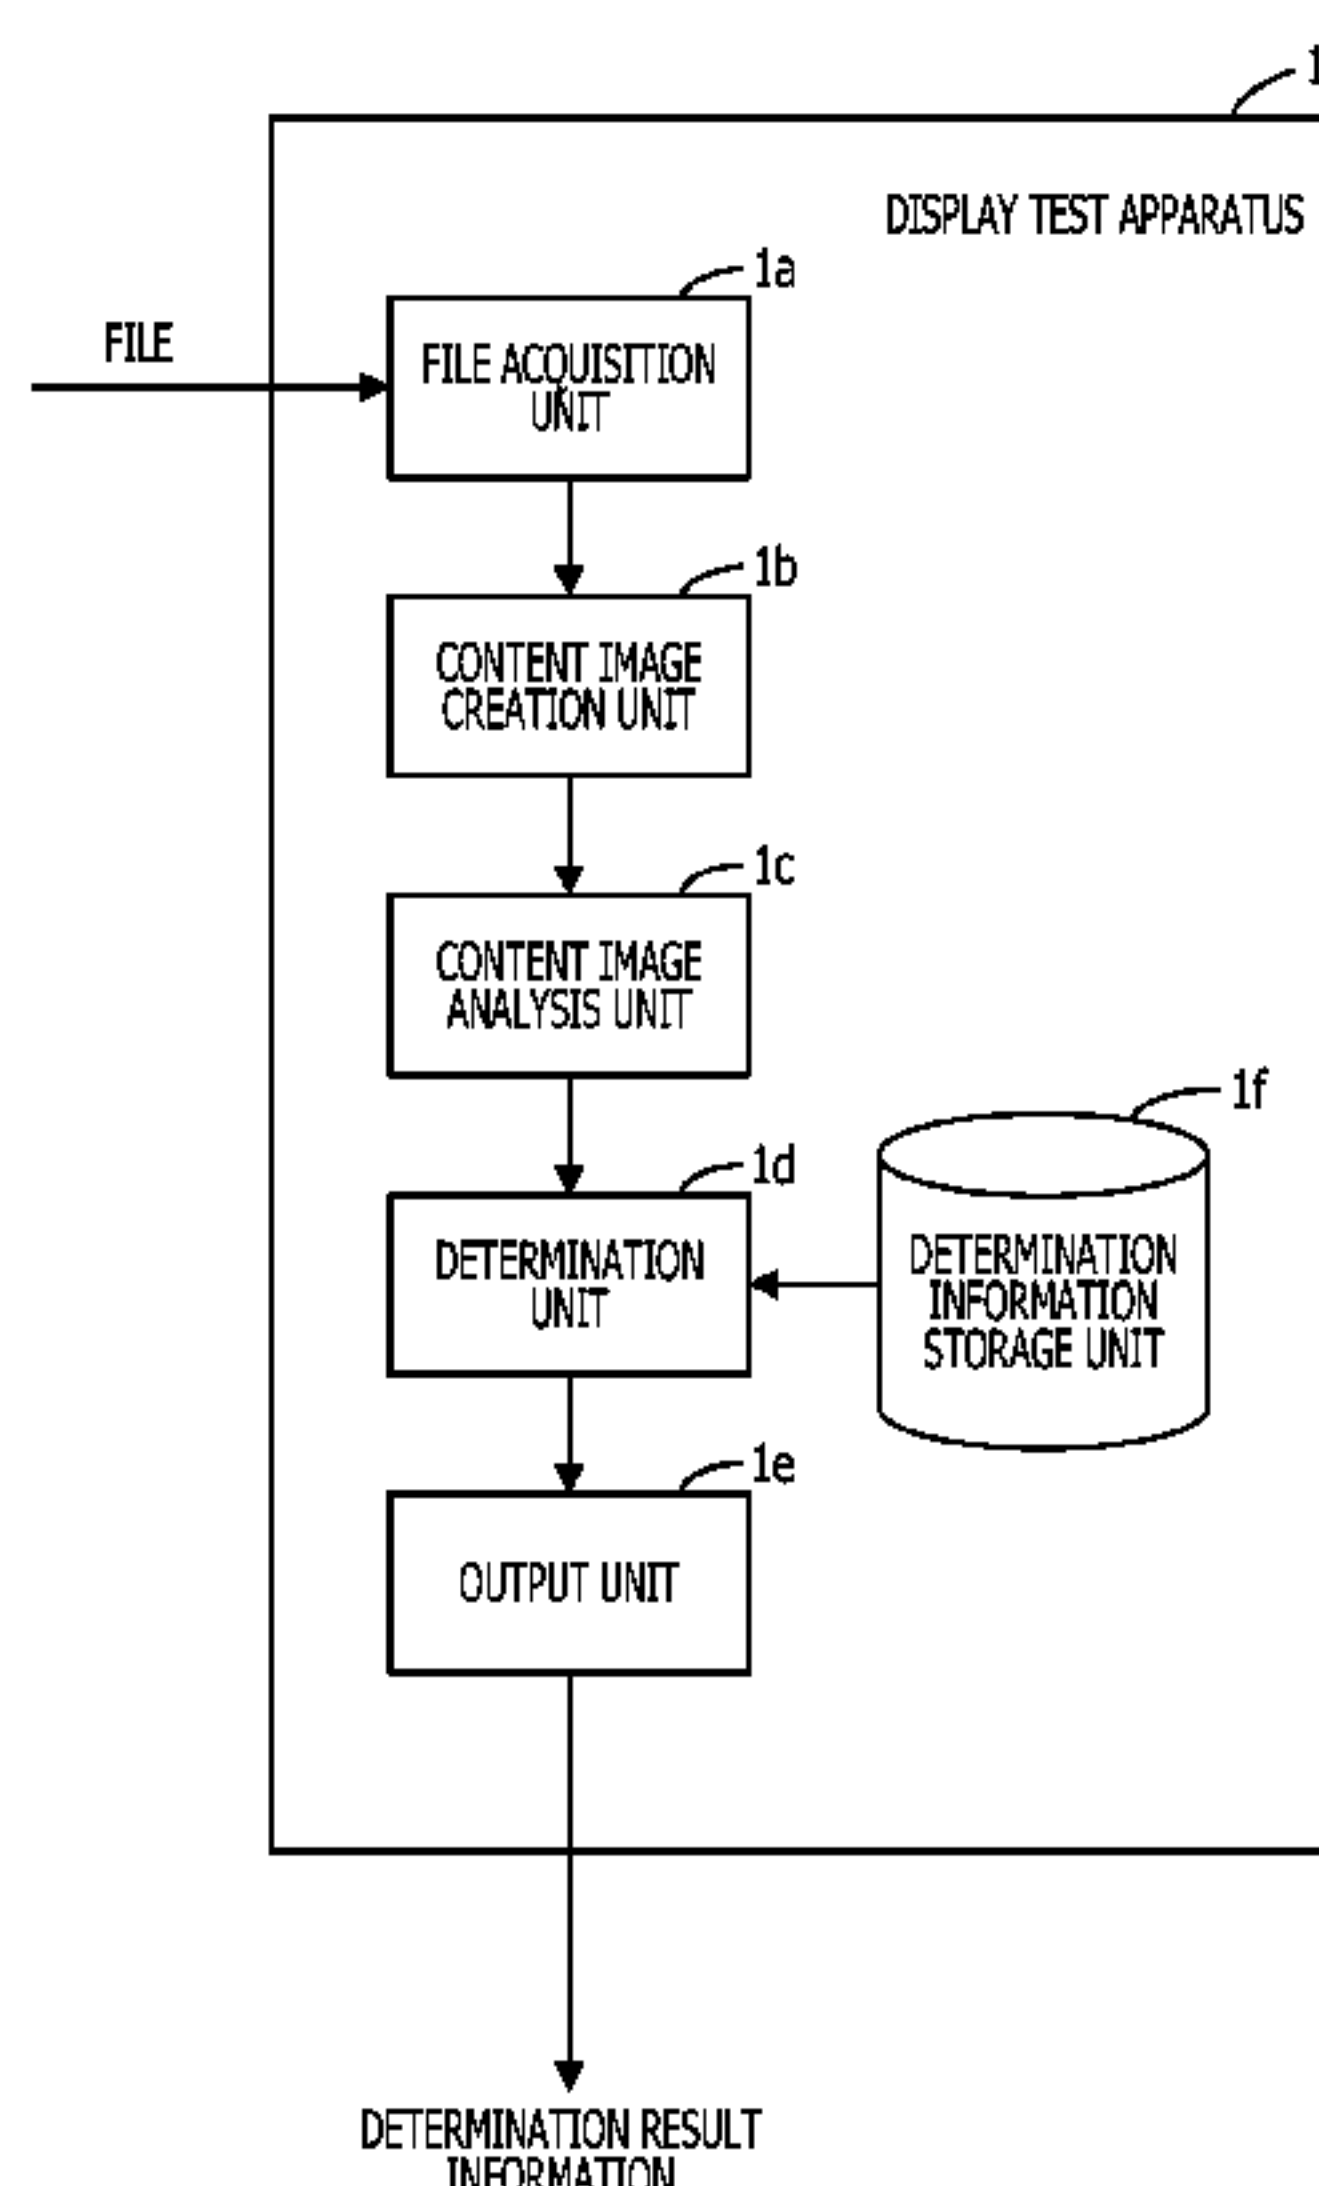 1
DISPLAY TEST APPARATUS
1a
FILE
FILE ACQUISITION
UNIT
1b
CONTENT IMAGE
CREATION UNIT
1c
CONTENT IMAGE
ANALYSIS UNIT
1f
1d
DETERMINATION
UNIT
DETERMINATION
INFORMATION
STORAGE UNIT
1e
OUTPUT UNIT
DETERMINATION RESULT
INFORMATION